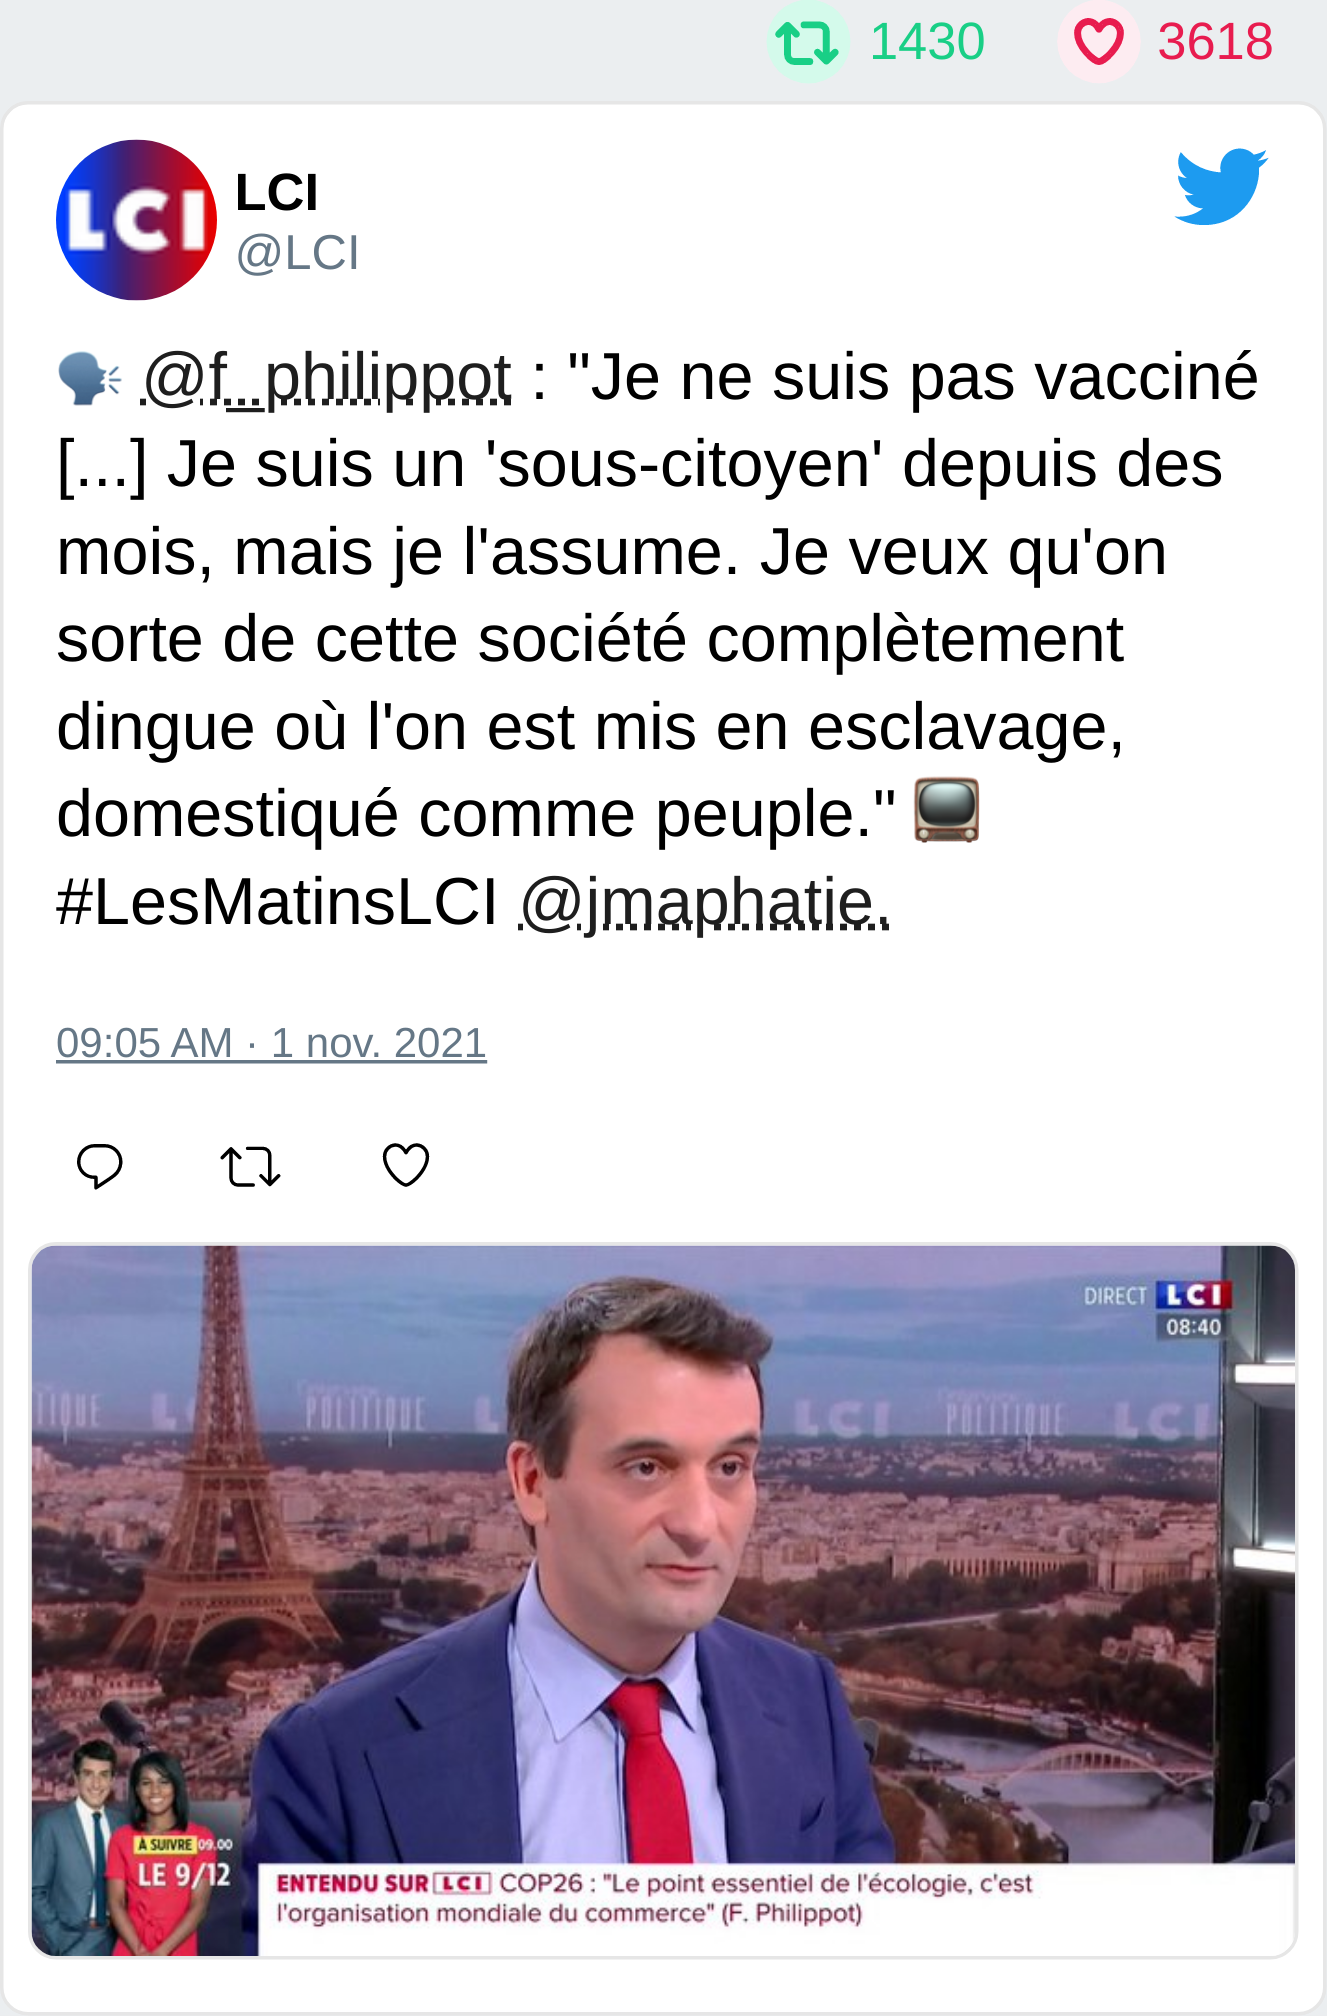 1430 3618
LCI
LCI
@LCI
@f_philippot : "Je ne suis pas vacciné
[...] Je suis un 'sous-citoyen' depuis des
mois, mais je l'assume. Je veux qu'on
sorte de cette société complètement
dingue où l'on est mis en esclavage,
domestiqué comme peuple."
#LesMatinsLCI @jmaphatie.
09:05 AM · 1 nov. 2021
DIRECT LCI
08:40
POLITIQUE LCI POLITIQUE LCI
À SUIVRE 09.00
LE 9/12
ENTENDU SUR LCI COP26 : "Le point essentiel de l'écologie, c'est
l'organisation mondiale du commerce" (F. Philippot)